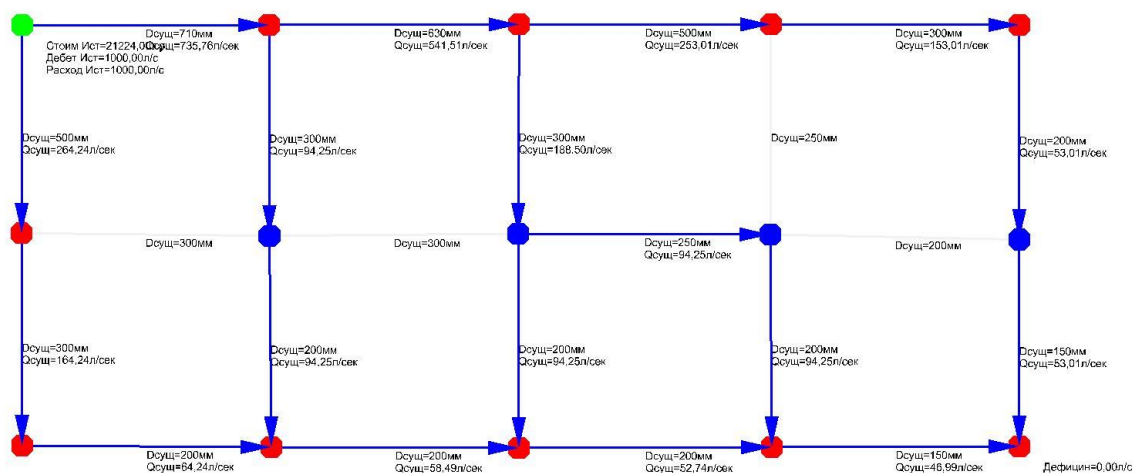 Dсущ=710мм
Qсущ=735,76л/сек
Стоим Ист=21224,00
Дебет Ист=1000,00л/с
Расход Ист=1000,00л/с
Dсущ=630мм
Qсущ=541,51л/сек
Dсущ=500мм
Qсущ=253,01л/сек
Dсущ=300мм
Qсущ=153,01л/сек
Dсущ=500мм
Qсущ=264,24л/сек
Dсущ=300мм
Qсущ=94,25л/сек
Dсущ=300мм
Qсущ=188.50л/сек
Dсущ=250мм
Dсущ=200мм
Qсущ=53,01л/сек
Dсущ=300мм
Dсущ=300мм
Dсущ=250мм
Qсущ=94,25л/сек
Dсущ=200мм
Dсущ=300мм
Qсущ=164,24л/сек
Dсущ=200мм
Qсущ=94,25л/сек
Dсущ=200мм
Qсущ=94,25л/сек
Dсущ=200мм
Qсущ=94,25л/сек
Dсущ=150мм
Qсущ=53,01л/сек
Dсущ=200мм
Qсущ=64,24л/сек
Dсущ=200мм
Qсущ=58,49л/сек
Dсущ=200мм
Qсущ=52,74л/сек
Dсущ=150мм
Qсущ=46,99л/сек
Дефицин=0,00л/с